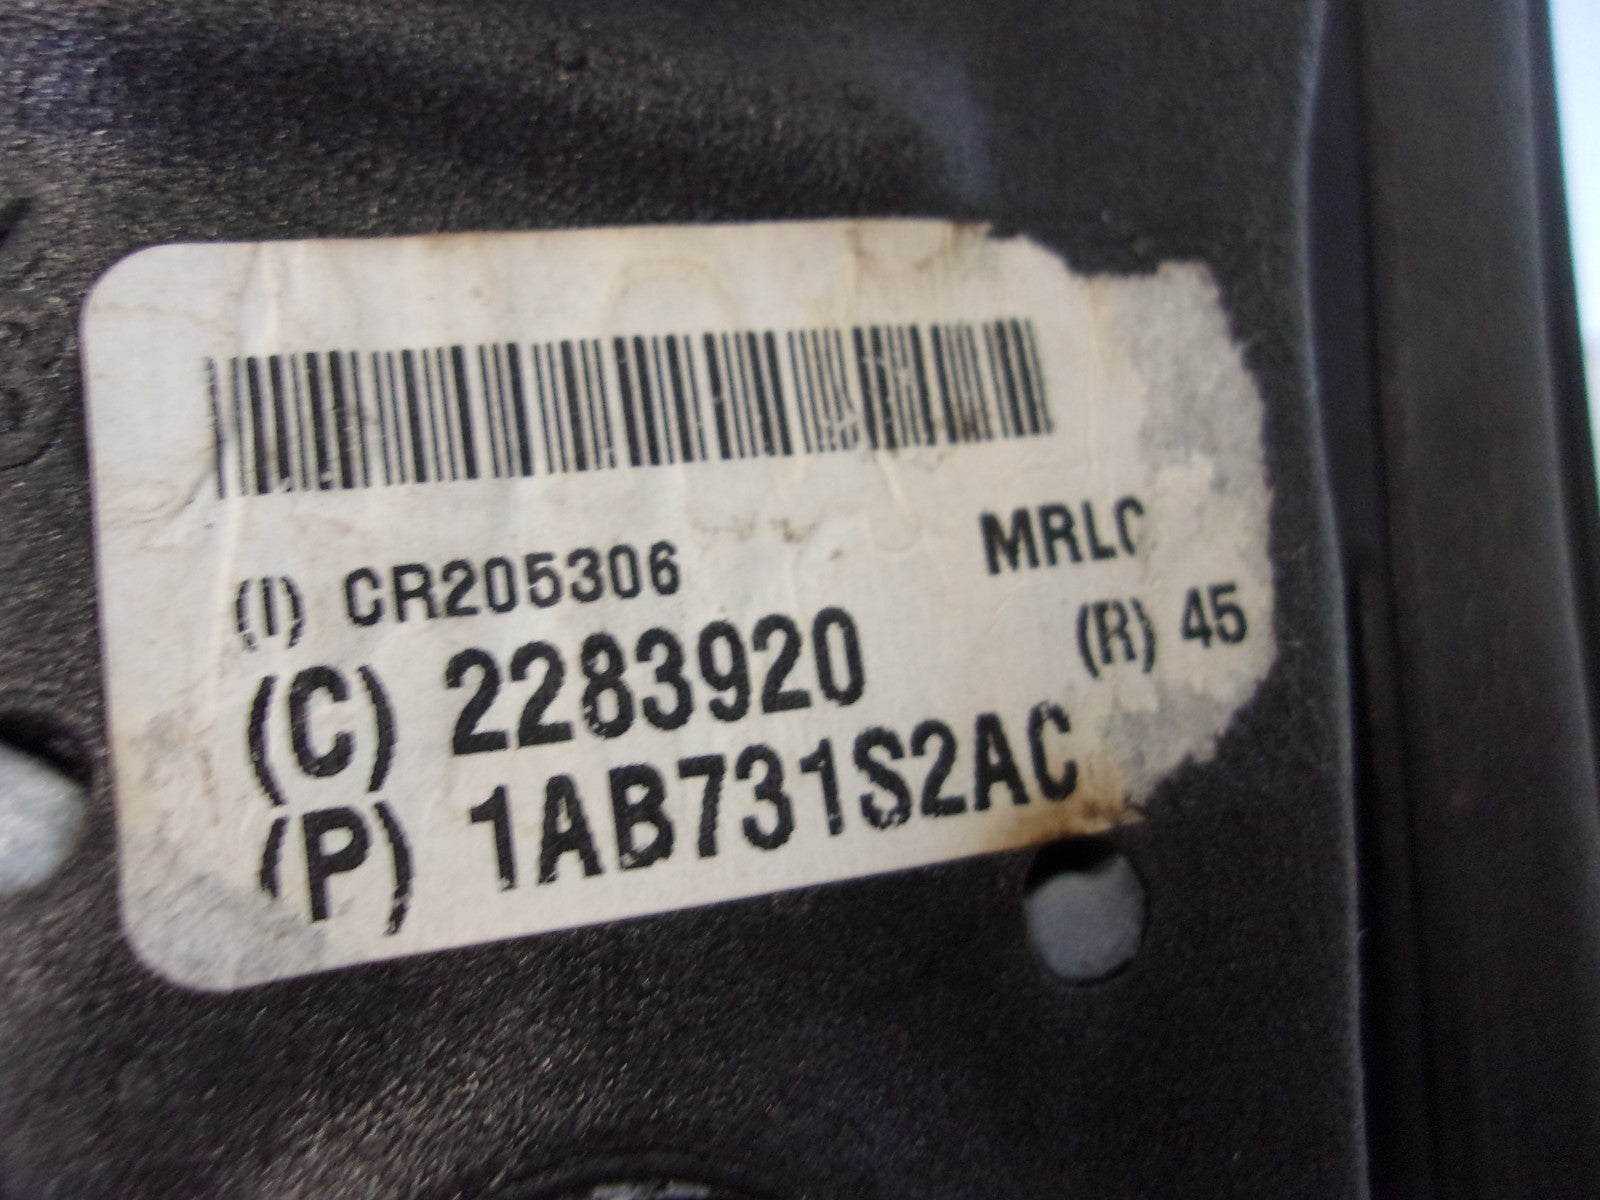 (I) CR205306 MRLC
(C) 2283920 (R) 45
(P) 1AB731S2AC